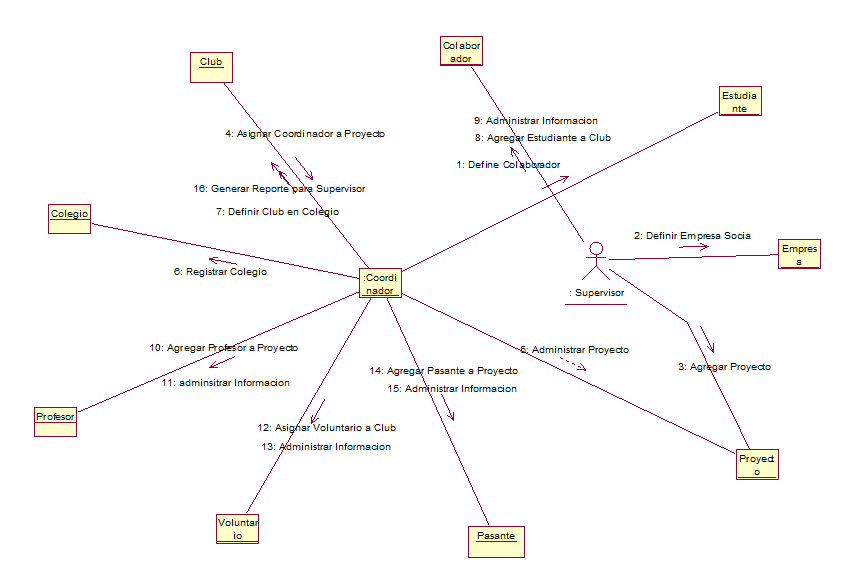 Colabor
ador
Club
Estudia
nte
9: Administrar Informacion
4: Asignar Coordinador a Proyecto
8: Agregar Estudiante a Club
1: Define Colaborador
16: Generar Reporte para Supervisor
7: Definir Club en Colegio
Colegio
2: Definir Empresa Socia
Empres
a
6: Registrar Colegio
:Coordi
nador
: Supervisor
10: Agregar Profesor a Proyecto
5: Administrar Proyecto
3: Agregar Proyecto
14: Agregar Pasante a Proyecto
11: adminsitrar Informacion
15: Administrar Informacion
Profesor
12: Asignar Voluntario a Club
13: Administrar Informacion
Proyect
o
Voluntar
io
Pasante